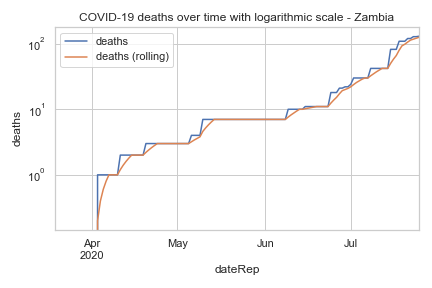 COVID-19 deaths over time with logarithmic scale - Zambia
deaths
deaths (rolling)
10²
10¹
10⁰
deaths
Apr
2020
May
Jun
Jul
dateRep